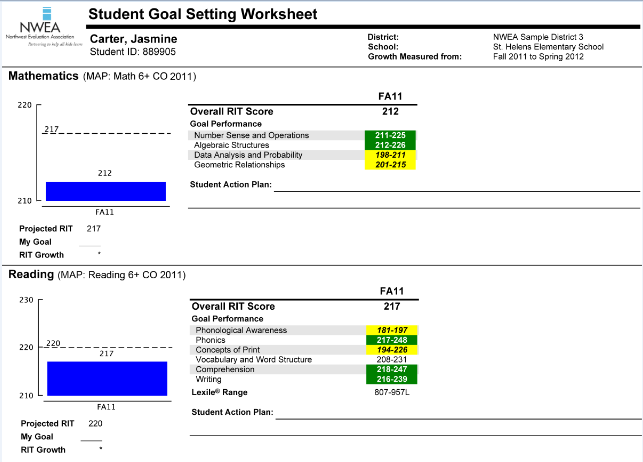 NWEA
Northwest Evaluation Association
Partnering to help all kids learn
Student Goal Setting Worksheet
Carter, Jasmine
Student ID: 889905
District: NWEA Sample District 3
School: St. Helens Elementary School
Growth Measured from: Fall 2011 to Spring 2012
Mathematics (MAP: Math 6+ CO 2011)
220
217
212
210
FA11
Projected RIT 217
My Goal
RIT Growth *
FA11
Overall RIT Score 212
Goal Performance
Number Sense and Operations 211-225
Algebraic Structures 212-226
Data Analysis and Probability 198-211
Geometric Relationships 201-215
Student Action Plan:
Reading (MAP: Reading 6+ CO 2011)
230
220
220
217
210
FA11
Projected RIT 220
My Goal
RIT Growth *
FA11
Overall RIT Score 217
Goal Performance
Phonological Awareness 181-197
Phonics 217-248
Concepts of Print 194-226
Vocabulary and Word Structure 208-231
Comprehension 218-247
Writing 216-239
Lexile® Range 807-957L
Student Action Plan: